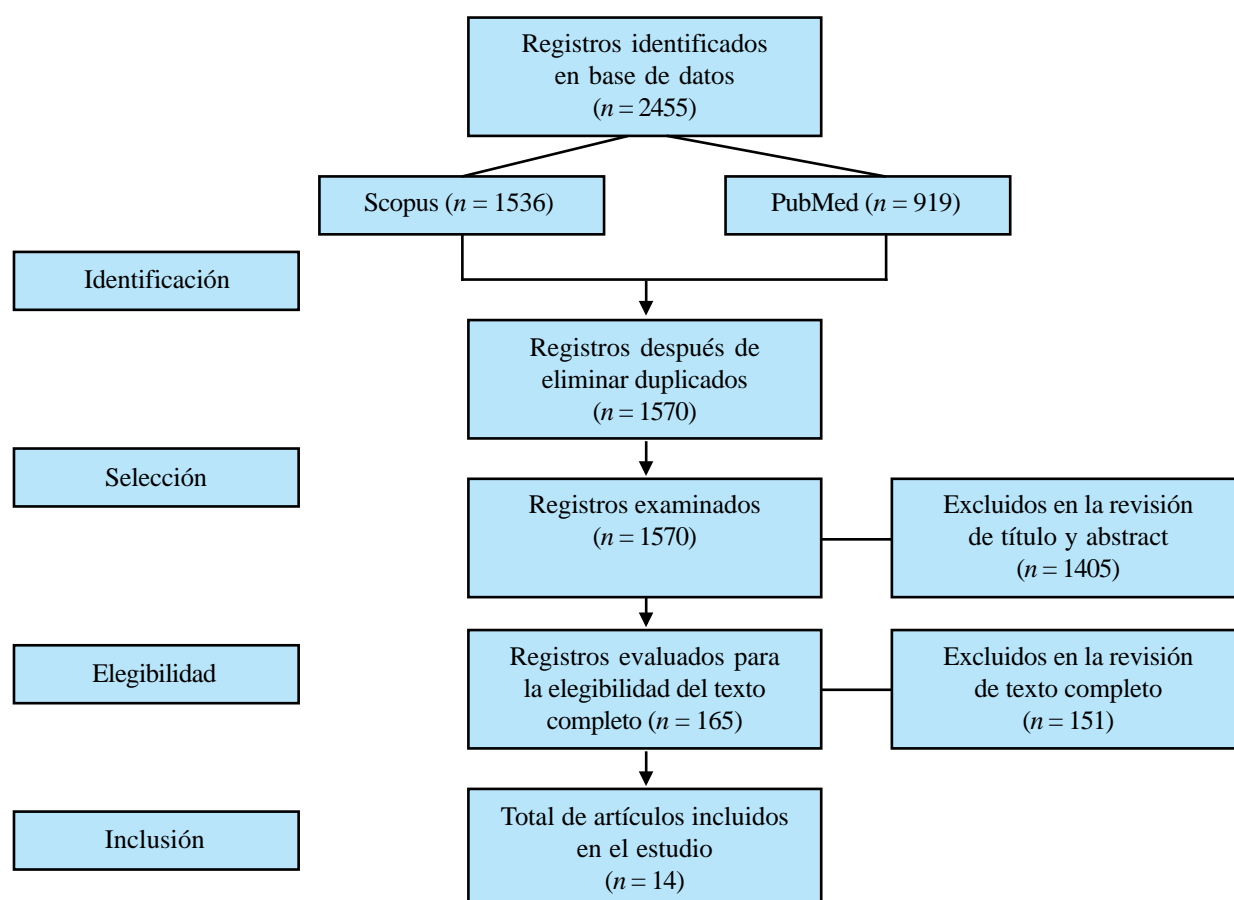 Registros identificados
en base de datos
(n = 2455)
Scopus (n = 1536)
PubMed (n = 919)
Identificación
Registros después de
eliminar duplicados
(n = 1570)
Selección
Registros examinados
(n = 1570)
Excluidos en la revisión
de título y abstract
(n = 1405)
Elegibilidad
Registros evaluados para
la elegibilidad del texto
completo (n = 165)
Excluidos en la revisión
de texto completo
(n = 151)
Inclusión
Total de artículos incluidos
en el estudio
(n = 14)